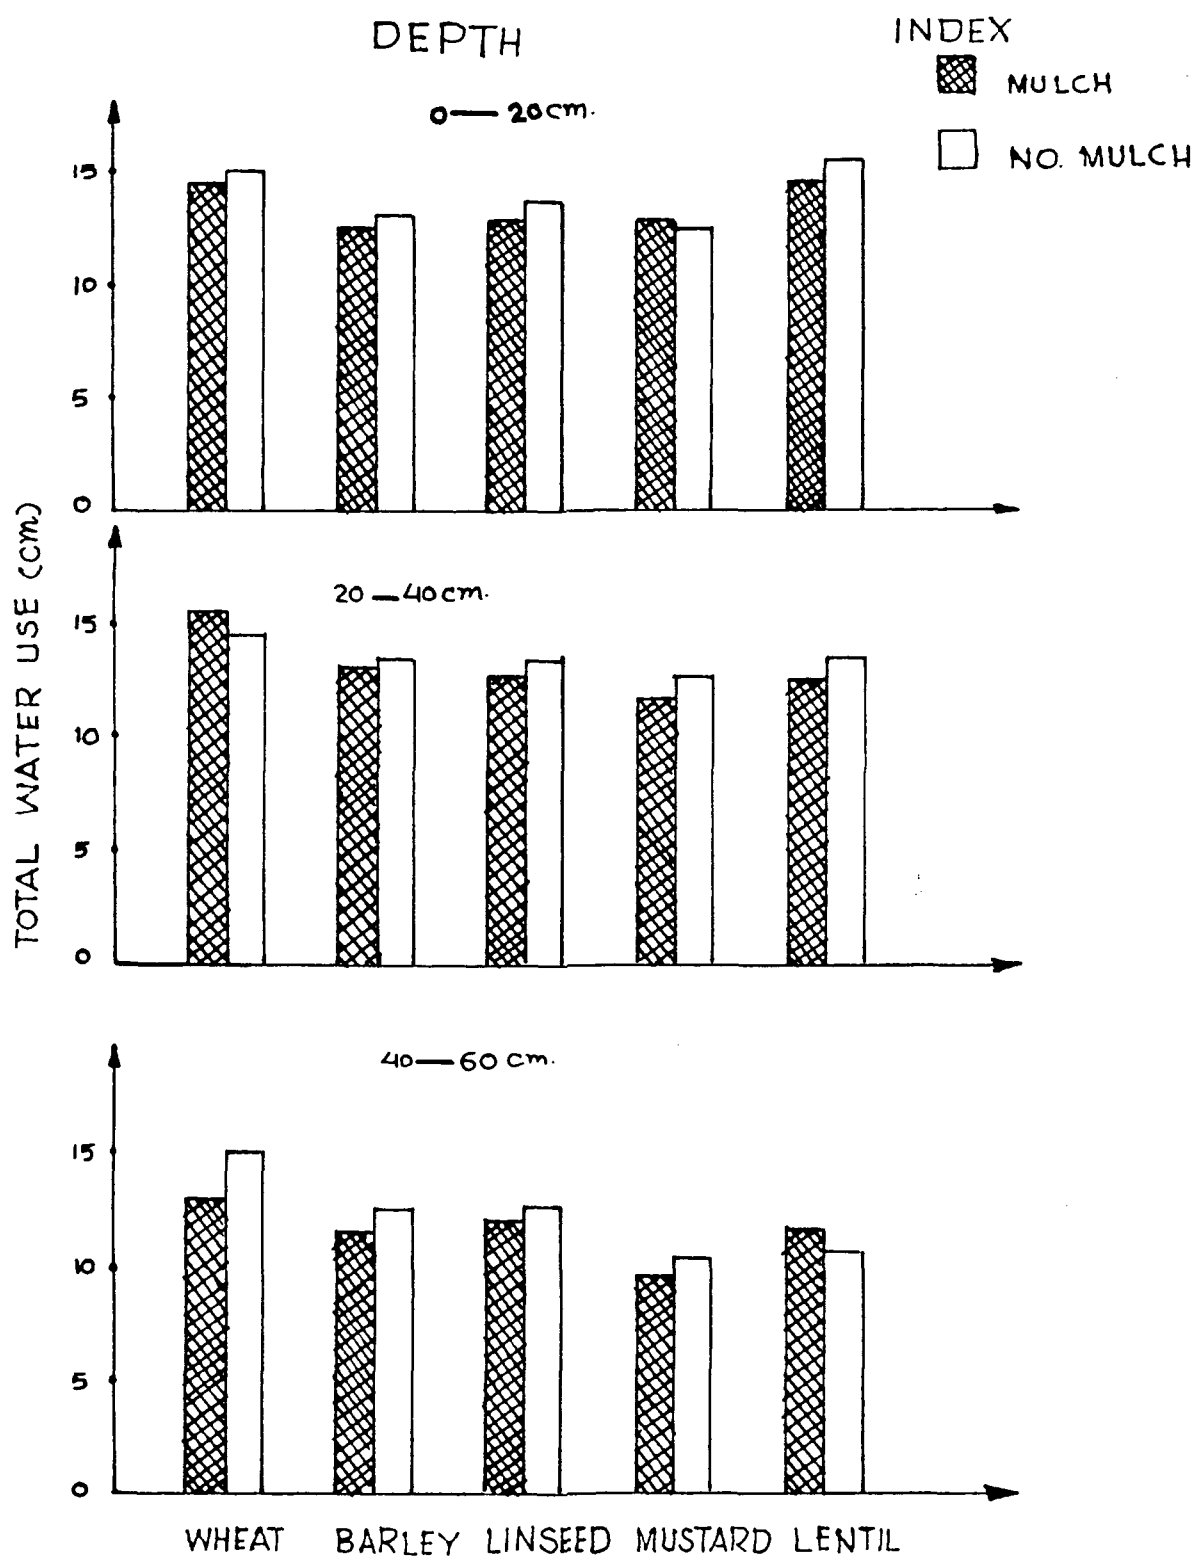 DEPTH
INDEX
MULCH
NO. MULCH
0—20cm.
15
10
5
0
20—40cm.
15
10
5
0
40—60 cm.
15
10
5
0
TOTAL WATER USE (cm)
WHEAT BARLEY LINSEED MUSTARD LENTIL